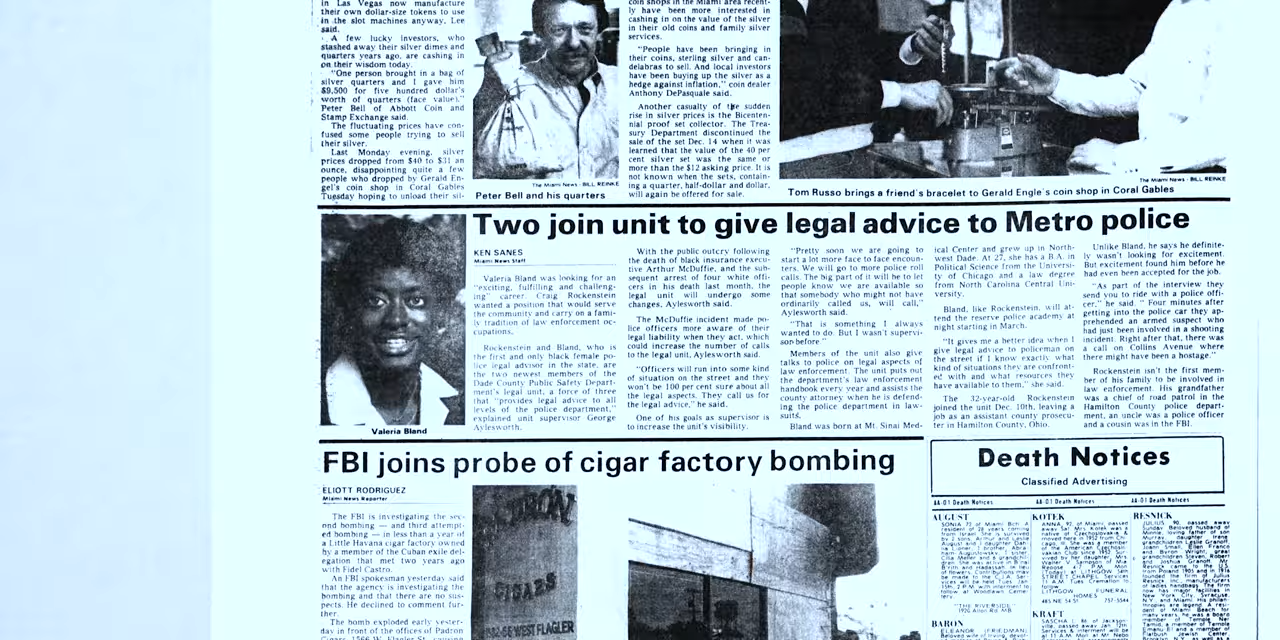 in Las Vegas now manufacture
their own dollar-size tokens to use
in the slot machines anyway, Lee
said.
A few lucky investors, who
stashed away their silver dimes and
quarters years ago, are cashing in
on their wisdom today.
"One person brought in a bag of
silver quarters and I gave him
$9,500 for five hundred dollar's
worth of quarters (face value),"
Peter Bell of Abbott Coin and
Stamp Exchange said.
The fluctuating prices have con-
fused some people trying to sell
their silver.
Last Monday evening, silver
prices dropped from $40 to $31 an
ounce, disappointing quite a few
people who dropped by Gerald En-
gel's coin shop in Coral Gables
Tuesday hoping to unload their sil-
The Miami News - BILL REINKE
Peter Bell and his quarters
coin shops in the Miami area recent-
ly have been more interested in
cashing in on the value of the silver
in their old coins and family silver
services.
"People have been bringing in
their coins, sterling silver and can-
delabras to sell. And local investors
have been buying up the silver as a
hedge against inflation," coin dealer
Anthony DePasquale said.
Another casualty of the sudden
rise in silver prices is the Bicenten-
nial proof set collector. The Trea-
sury Department discontinued the
sale of the set Dec. 14 when it was
learned that the value of the 40 per
cent silver set was the same or
more than the $12 asking price. It is
not known when the sets, contain-
ing a quarter, half-dollar and dollar,
will again be offered for sale.
The Miami News - BILL REINKE
Tom Russo brings a friend's bracelet to Gerald Engle's coin shop in Coral Gables
Two join unit to give legal advice to Metro police
Valeria Bland
KEN SANES
Miami News Staff
Valeria Bland was looking for an
"exciting, fulfilling and challeng-
ing" career. Craig Rockenstein
wanted a position that would serve
the community and carry on a fami-
ly tradition of law enforcement oc-
cupations.
Rockenstein and Bland, who is
the first and only black female po-
lice legal advisor in the state, are
the two newest members of the
Dade County Public Safety Depart-
ment's legal unit, a force of three
that "provides legal advice to all
levels of the police department,"
explained unit supervisor George
Aylesworth.
With the public outcry following
the death of black insurance execu-
tive Arthur McDuffie, and the sub-
sequent arrest of four white offi-
cers in his death last month, the
legal unit will undergo some
changes, Aylesworth said.
The McDuffie incident made po-
lice officers more aware of their
legal liability when they act, which
could increase the number of calls
to the legal unit, Aylesworth said.
"Officers will run into some kind
of situation on the street and they
won't be 100 per cent sure about all
the legal aspects. They call us for
the legal advice," he said.
One of his goals as supervisor is
to increase the unit's visibility.
"Pretty soon we are going to
start a lot more face to face encoun-
ters. We will go to more police roll
calls. The big part of it will be to let
people know we are available so
that somebody who might not have
ordinarily called us, will call,"
Aylesworth said.
"That is something I always
wanted to do. But I wasn't supervi-
sor before."
Members of the unit also give
talks to police on legal aspects of
law enforcement. The unit puts out
the department's law enforcement
handbook every year and assists the
county attorney when he is defend-
ing the police department in law-
suits.
Bland was born at Mt. Sinai Med-
ical Center and grew up in North-
west Dade. At 27, she has a B.A. in
Political Science from the Universi-
ty of Chicago and a law degree
from North Carolina Central Uni-
versity.
Bland, like Rockenstein, will at-
tend the reserve police academy at
night starting in March.
"It gives me a better idea when I
give legal advice to policeman on
the street if I know exactly what
kind of situations they are confront-
ed with and what resources they
have available to them," she said.
The 32-year-old Rockenstein
joined the unit Dec. 10th, leaving a
job as an assistant county prosecu-
ter in Hamilton County, Ohio.
Unlike Bland, he says he definite-
ly wasn't looking for excitement.
But excitement found him before he
had even been accepted for the job.
"As part of the interview they
send you to ride with a police offi-
cer," he said. "Four minutes after
getting into the police car they ap-
prehended an armed suspect who
had just been involved in a shooting
incident. Right after that, there was
a call on Collins Avenue where
there might have been a hostage."
Rockenstein isn't the first mem-
ber of his family to be involved in
law enforcement. His grandfather
was a chief of road patrol in the
Hamilton County police depart-
ment, an uncle was a police officer
and a cousin was in the FBI.
FBI joins probe of cigar factory bombing
ELIOTT RODRIGUEZ
Miami News Reporter
The FBI is investigating the sec-
ond bombing — and third attempt-
ed bombing — in less than a year of
a Little Havana cigar factory owned
by a member of the Cuban exile del-
egation that met two years ago
with Fidel Castro.
An FBI spokesman yesterday said
that the agency is investigating the
bombing and that there are no sus-
pects. He declined to comment fur-
ther.
The bomb exploded early yester-
day in front of the offices of Padron
FLAGLER
Death Notices
Classified Advertising
AA-01 Death Notices
AA-01 Death Notices
AA-01 Death Notices
AUGUST
"THE RIVERSIDE"
BARON
KOTEK
LITHGOW FUNERAL
HOMES
KRAFT
RESNICK